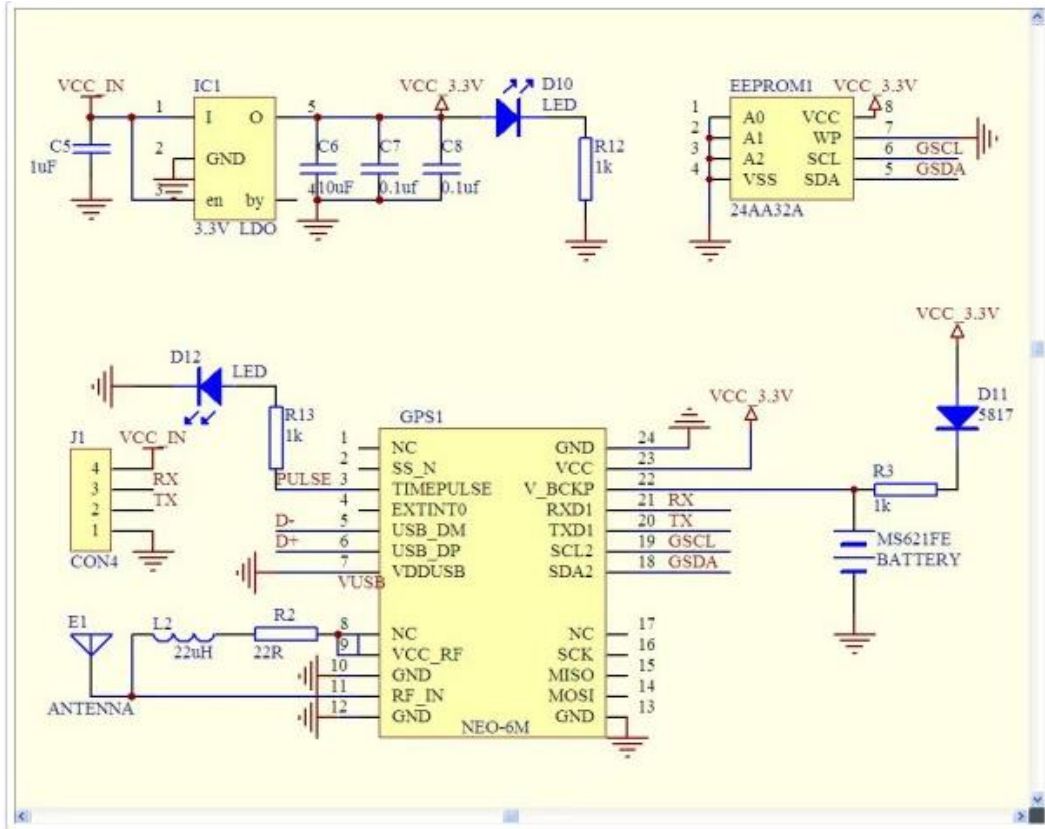 VCC_IN
IC1
1
I
O
5
C5
1uF
2
GND
3
en
by
4
3.3V LDO
C6
10uF
C7
0.1uf
C8
0.1uf
VCC_3.3V
D10
LED
R12
1k
EEPROM1
VCC_3.3V
1
A0
VCC
8
2
A1
WP
7
3
A2
SCL
6
GSCL
4
VSS
SDA
5
GSDA
24AA32A
D12
LED
R13
1k
J1
VCC_IN
4
3
RX
2
TX
1
CON4
GPS1
1
NC
2
SS_N
PULSE
3
TIMEPULSE
4
EXTINT0
D-
5
USB_DM
D+
6
USB_DP
7
VDDUSB
VUSB
8
NC
9
VCC_RF
10
GND
11
RF_IN
12
GND
GND
24
VCC
23
V_BCKP
22
RXD1
21
RX
TXD1
20
TX
SCL2
19
GSCL
SDA2
18
GSDA
NC
17
SCK
16
MISO
15
MOSI
14
GND
13
NEO-6M
VCC_3.3V
VCC_3.3V
D11
5817
R3
1k
MS621FE
BATTERY
E1
L2
22uH
R2
22R
ANTENNA